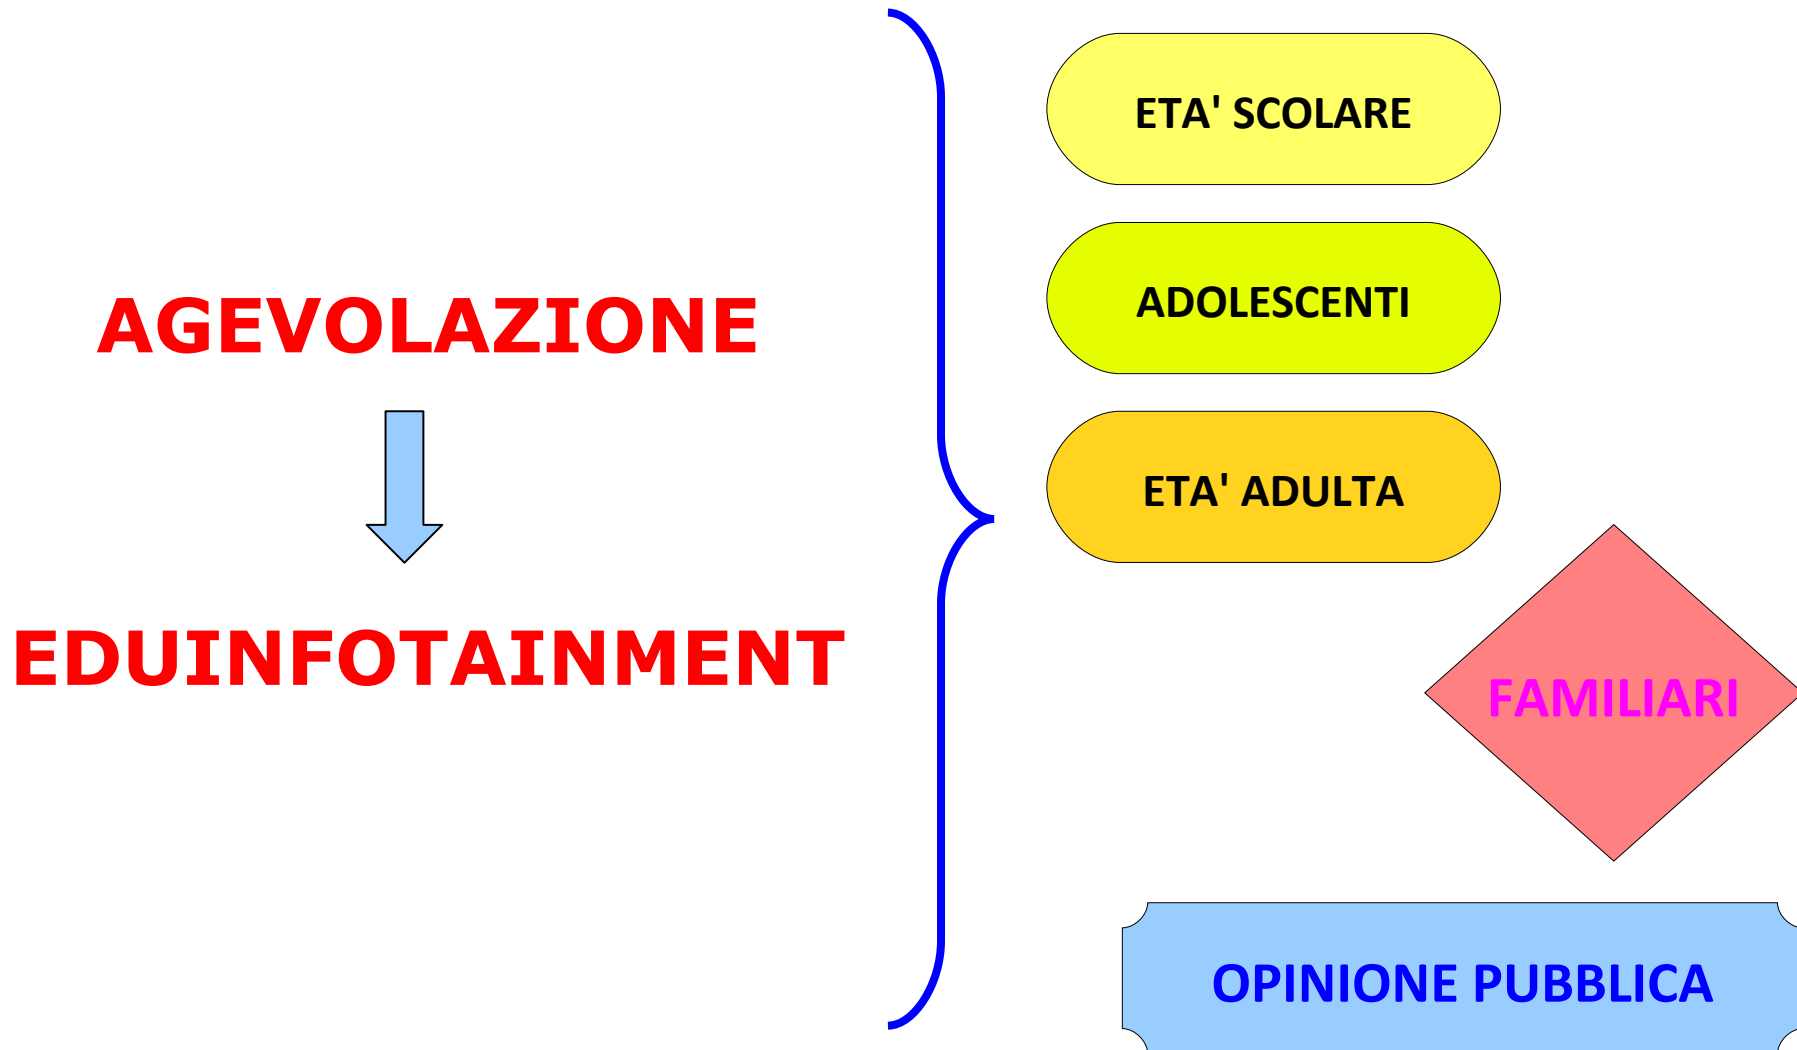 AGEVOLAZIONE
EDUINFOTAINMENT
ETA' SCOLARE
ADOLESCENTI
ETA' ADULTA
FAMILIARI
OPINIONE PUBBLICA